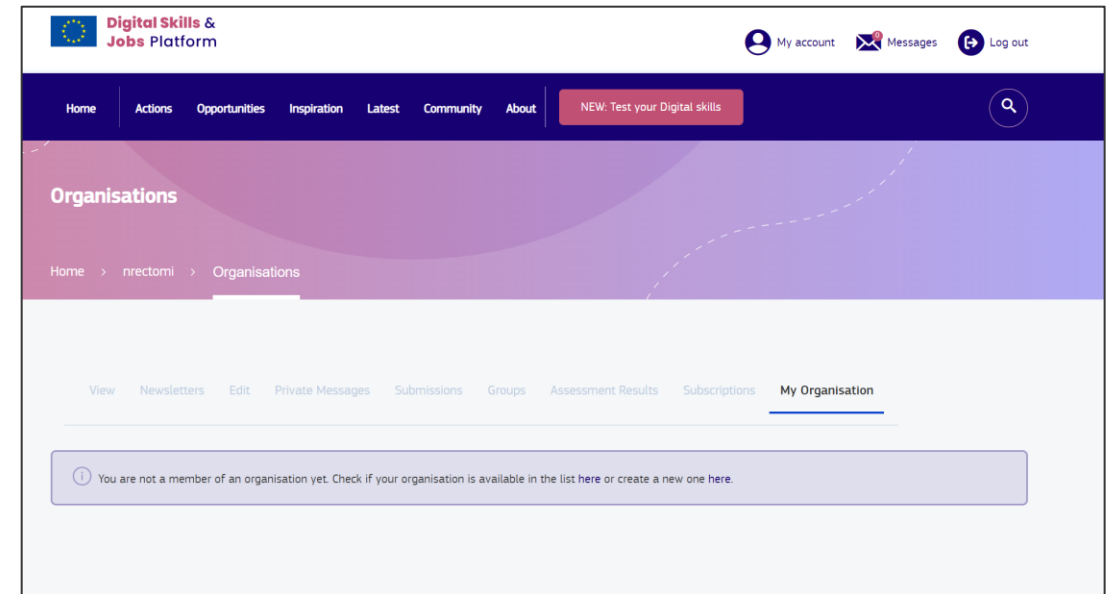 Digital Skills &
Jobs Platform
My account 0 Messages Log out
Home Actions Opportunities Inspiration Latest Community About NEW: Test your Digital skills
Organisations
Home > nrectomi > Organisations
View Newsletters Edit Private Messages Submissions Groups Assessment Results Subscriptions My Organisation
i You are not a member of an organisation yet. Check if your organisation is available in the list here or create a new one here.